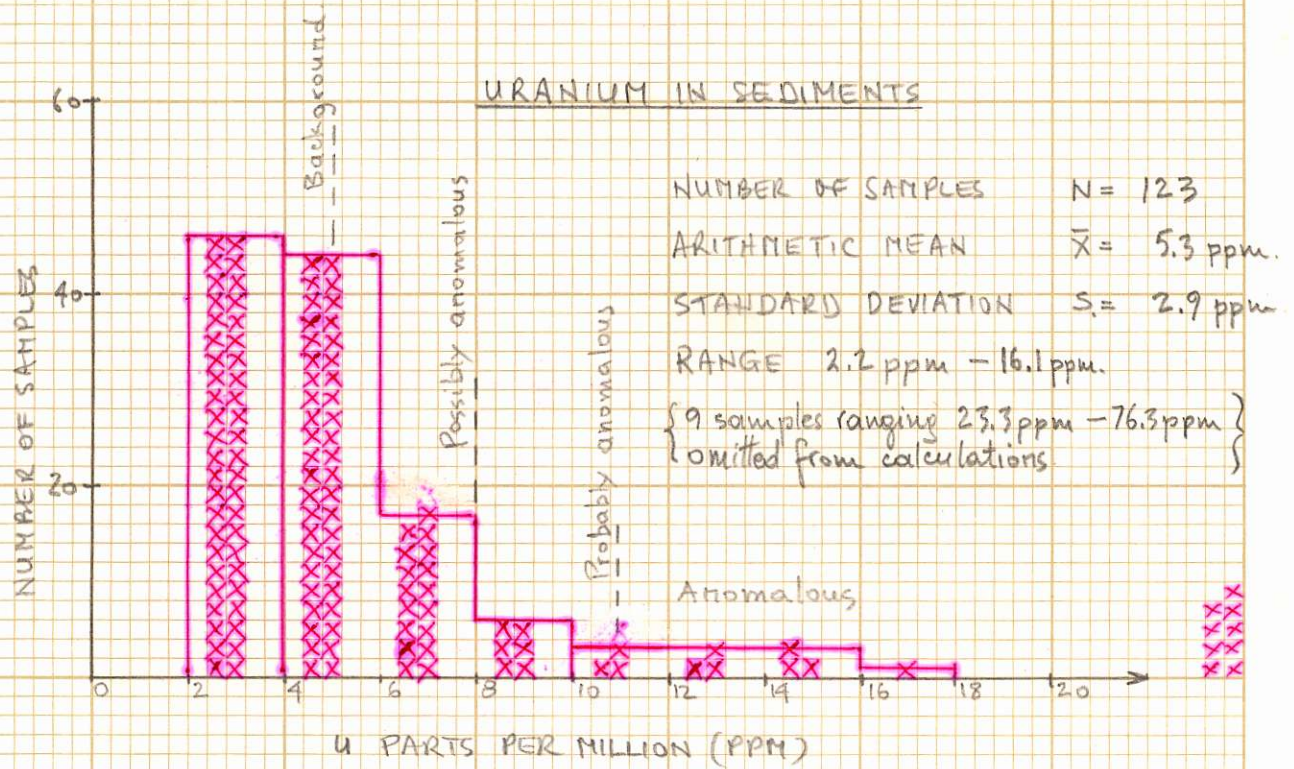 URANIUM IN SEDIMENTS
Background
Possibly anomalous
Probably anomalous
Anomalous
NUMBER OF SAMPLES N = 123
ARITHMETIC MEAN x̄ = 5.3 ppm.
STANDARD DEVIATION S. = 2.9 ppm
RANGE 2.2 ppm – 16.1 ppm.
{ 9 samples ranging 23.3 ppm – 76.3 ppm }
{ omitted from calculations }
NUMBER OF SAMPLES
60
40
20
0 2 4 6 8 10 12 14 16 18 20
U PARTS PER MILLION (PPM)